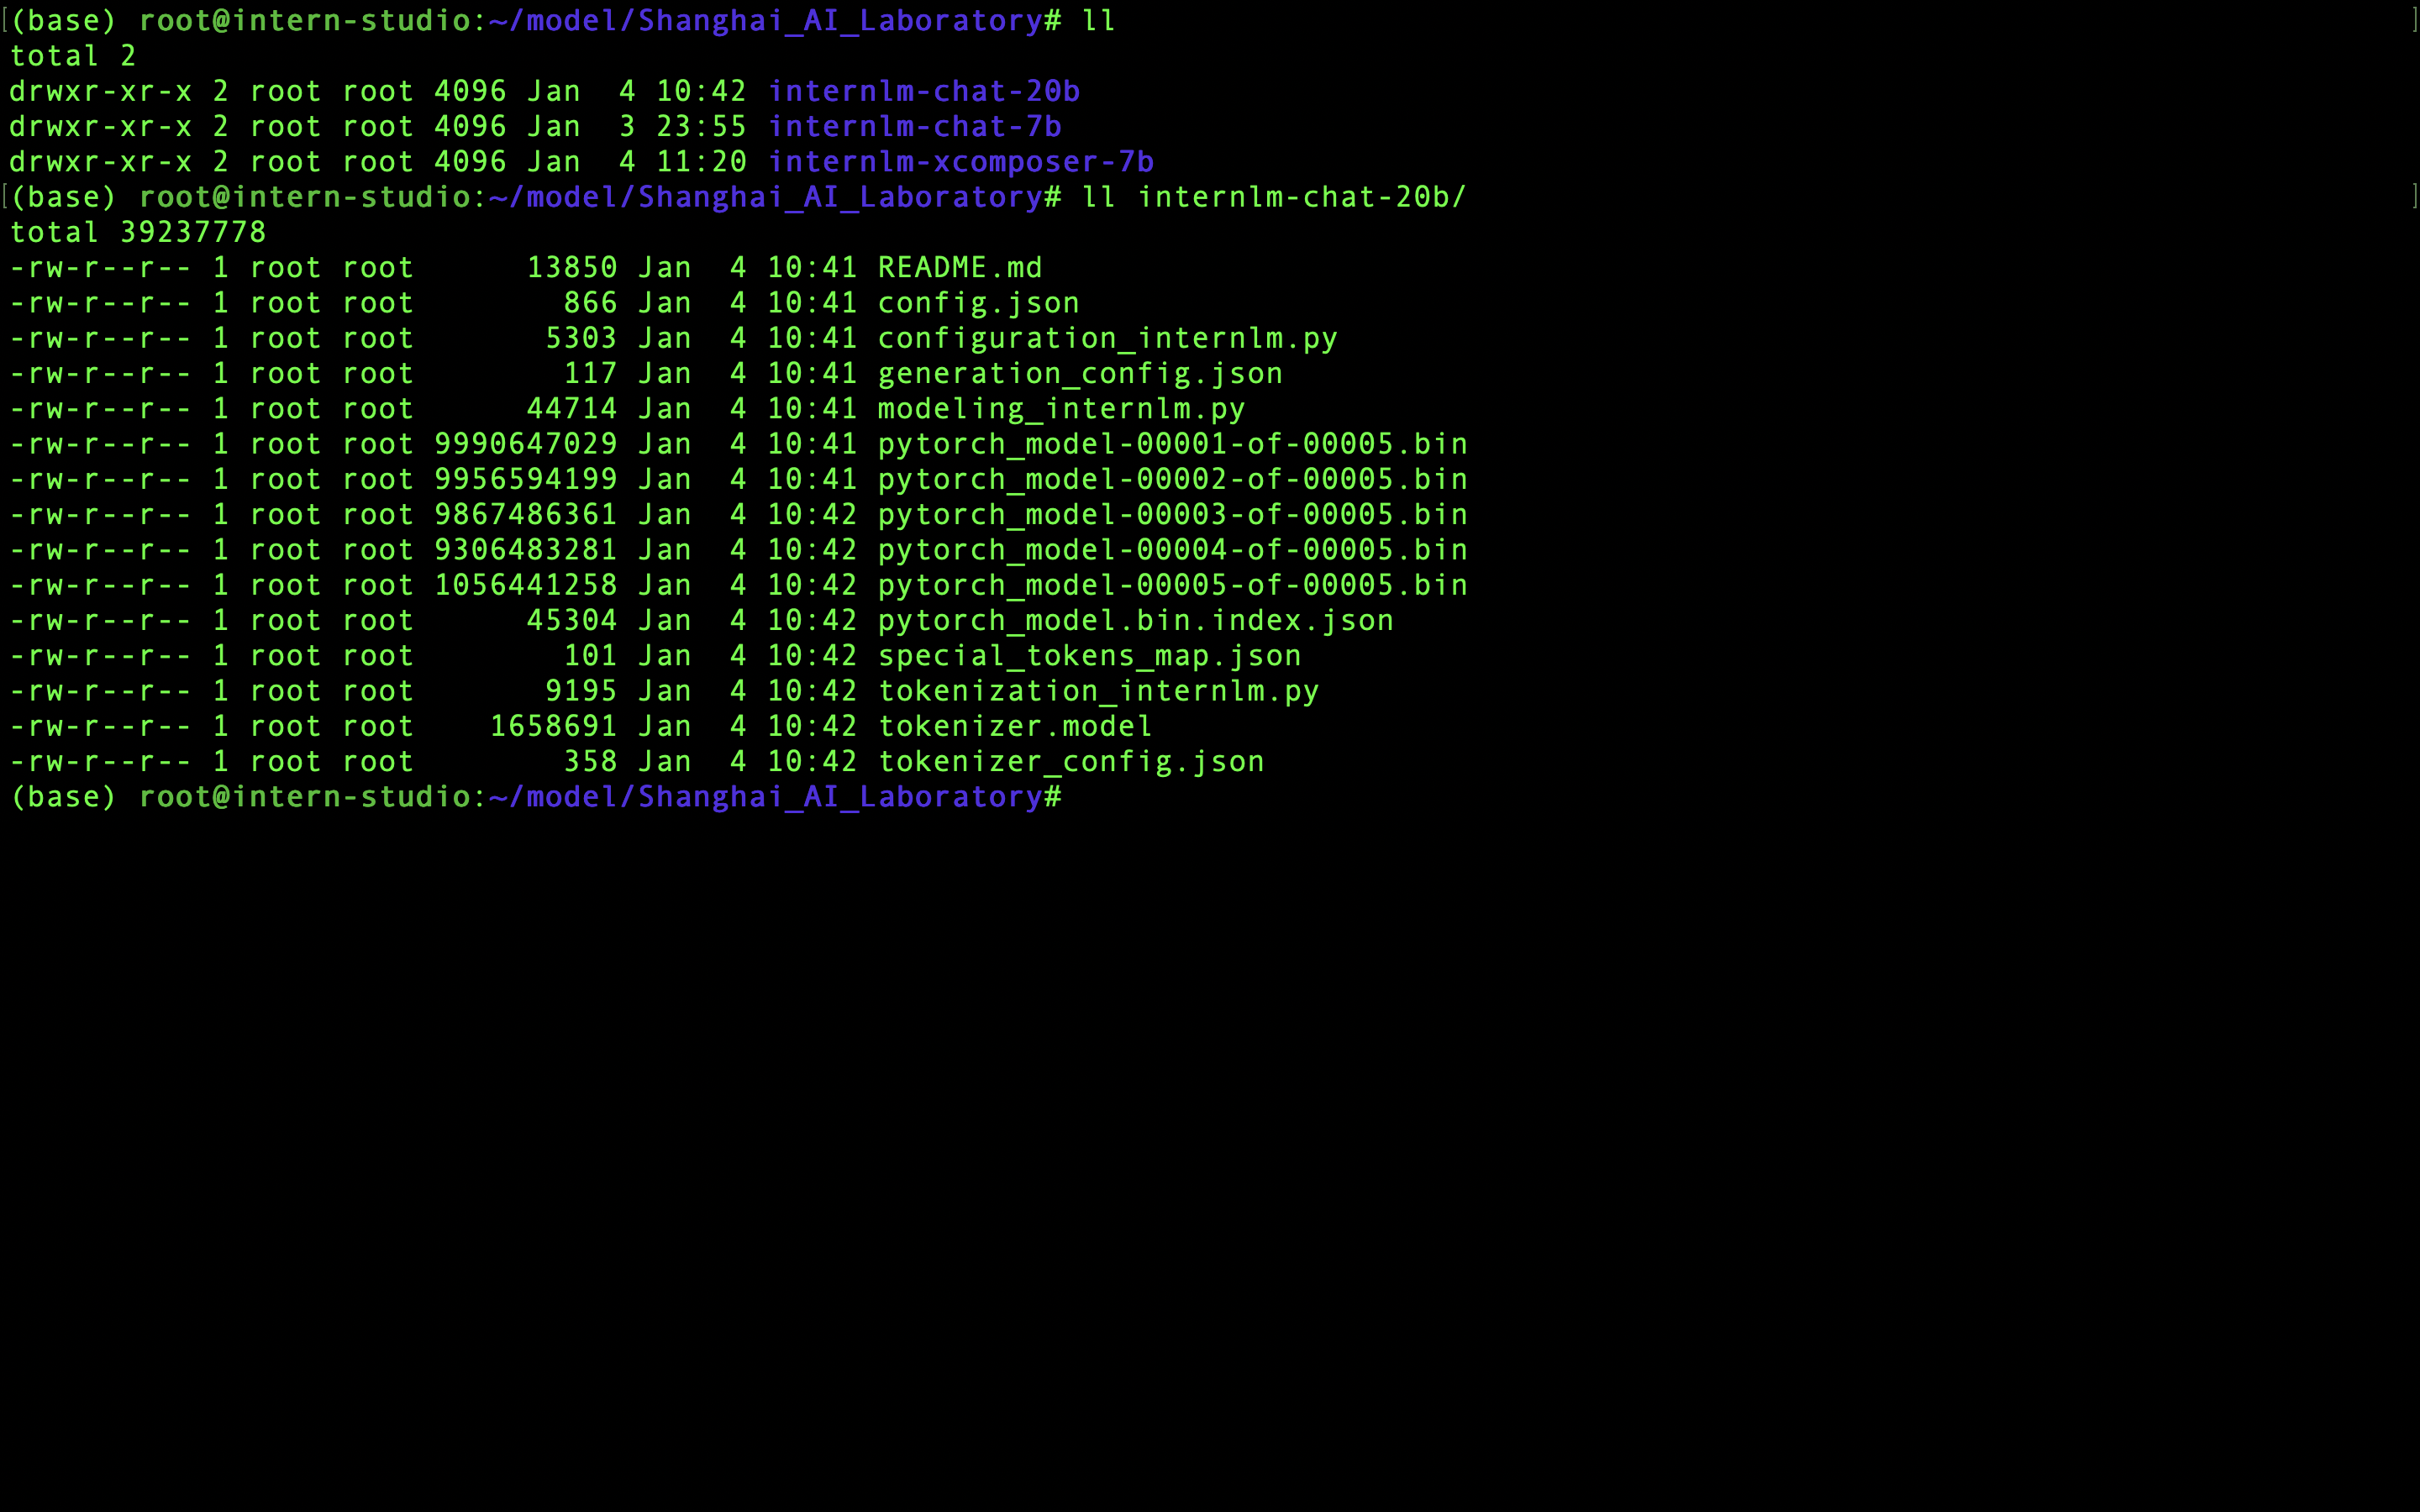 (base) root@intern-studio:~/model/Shanghai_AI_Laboratory# ll
total 2
drwxr-xr-x 2 root root 4096 Jan  4 10:42 internlm-chat-20b
drwxr-xr-x 2 root root 4096 Jan  3 23:55 internlm-chat-7b
drwxr-xr-x 2 root root 4096 Jan  4 11:20 internlm-xcomposer-7b
(base) root@intern-studio:~/model/Shanghai_AI_Laboratory# ll internlm-chat-20b/
total 39237778
-rw-r--r-- 1 root root      13850 Jan  4 10:41 README.md
-rw-r--r-- 1 root root        866 Jan  4 10:41 config.json
-rw-r--r-- 1 root root       5303 Jan  4 10:41 configuration_internlm.py
-rw-r--r-- 1 root root        117 Jan  4 10:41 generation_config.json
-rw-r--r-- 1 root root      44714 Jan  4 10:41 modeling_internlm.py
-rw-r--r-- 1 root root 9990647029 Jan  4 10:41 pytorch_model-00001-of-00005.bin
-rw-r--r-- 1 root root 9956594199 Jan  4 10:41 pytorch_model-00002-of-00005.bin
-rw-r--r-- 1 root root 9867486361 Jan  4 10:42 pytorch_model-00003-of-00005.bin
-rw-r--r-- 1 root root 9306483281 Jan  4 10:42 pytorch_model-00004-of-00005.bin
-rw-r--r-- 1 root root 1056441258 Jan  4 10:42 pytorch_model-00005-of-00005.bin
-rw-r--r-- 1 root root      45304 Jan  4 10:42 pytorch_model.bin.index.json
-rw-r--r-- 1 root root        101 Jan  4 10:42 special_tokens_map.json
-rw-r--r-- 1 root root       9195 Jan  4 10:42 tokenization_internlm.py
-rw-r--r-- 1 root root    1658691 Jan  4 10:42 tokenizer.model
-rw-r--r-- 1 root root        358 Jan  4 10:42 tokenizer_config.json
(base) root@intern-studio:~/model/Shanghai_AI_Laboratory#